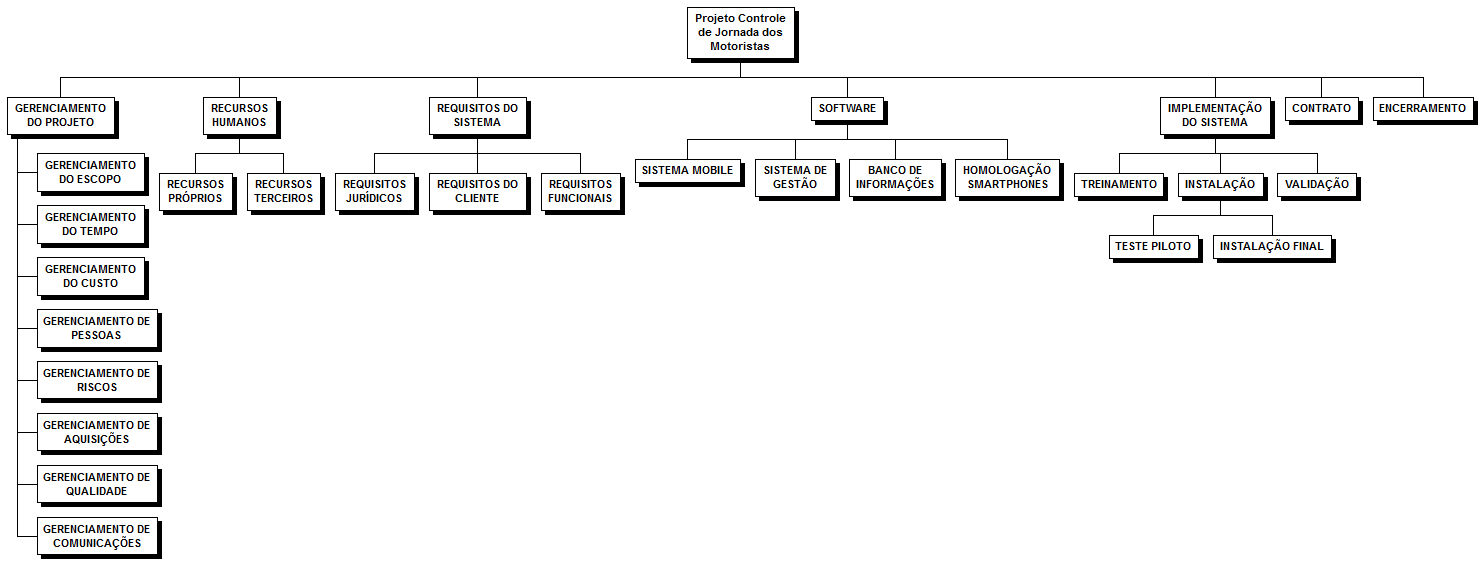 Projeto Controle
de Jornada dos
Motoristas
GERENCIAMENTO
DO PROJETO
RECURSOS
HUMANOS
REQUISITOS DO
SISTEMA
SOFTWARE
IMPLEMENTAÇÃO
DO SISTEMA
CONTRATO
ENCERRAMENTO
GERENCIAMENTO
DO ESCOPO
GERENCIAMENTO
DO TEMPO
GERENCIAMENTO
DO CUSTO
GERENCIAMENTO DE
PESSOAS
GERENCIAMENTO DE
RISCOS
GERENCIAMENTO DE
AQUISIÇÕES
GERENCIAMENTO DE
QUALIDADE
GERENCIAMENTO DE
COMUNICAÇÕES
RECURSOS
PRÓPRIOS
RECURSOS
TERCEIROS
REQUISITOS
JURÍDICOS
REQUISITOS DO
CLIENTE
REQUISITOS
FUNCIONAIS
SISTEMA MOBILE
SISTEMA DE
GESTÃO
BANCO DE
INFORMAÇÕES
HOMOLOGAÇÃO
SMARTPHONES
TREINAMENTO
INSTALAÇÃO
VALIDAÇÃO
TESTE PILOTO
INSTALAÇÃO FINAL